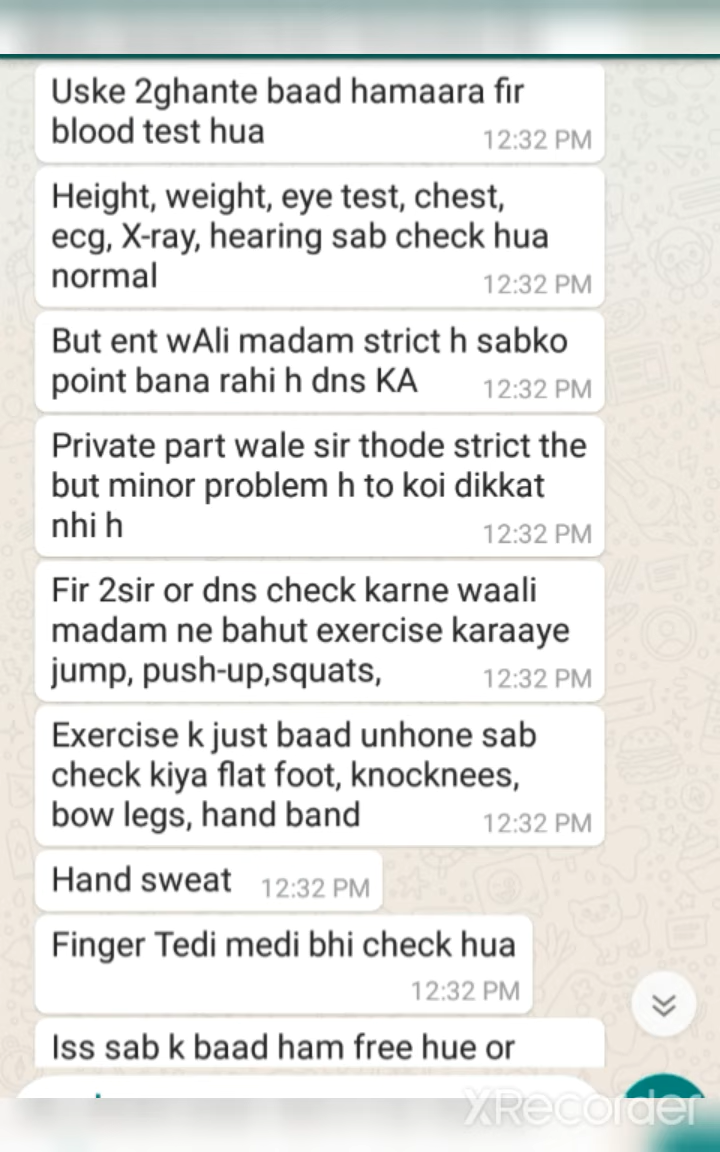 Uske 2ghante baad hamaara fir
blood test hua
12:32 PM
Height, weight, eye test, chest,
ecg, X-ray, hearing sab check hua
normal
12:32 PM
But ent wAli madam strict h sabko
point bana rahi h dns KA
12:32 PM
Private part wale sir thode strict the
but minor problem h to koi dikkat
nhi h
12:32 PM
Fir 2sir or dns check karne waali
madam ne bahut exercise karaaye
jump, push-up,squats,
12:32 PM
Exercise k just baad unhone sab
check kiya flat foot, knocknees,
bow legs, hand band
12:32 PM
Hand sweat
12:32 PM
Finger Tedi medi bhi check hua
12:32 PM
Iss sab k baad ham free hue or
XRecorder